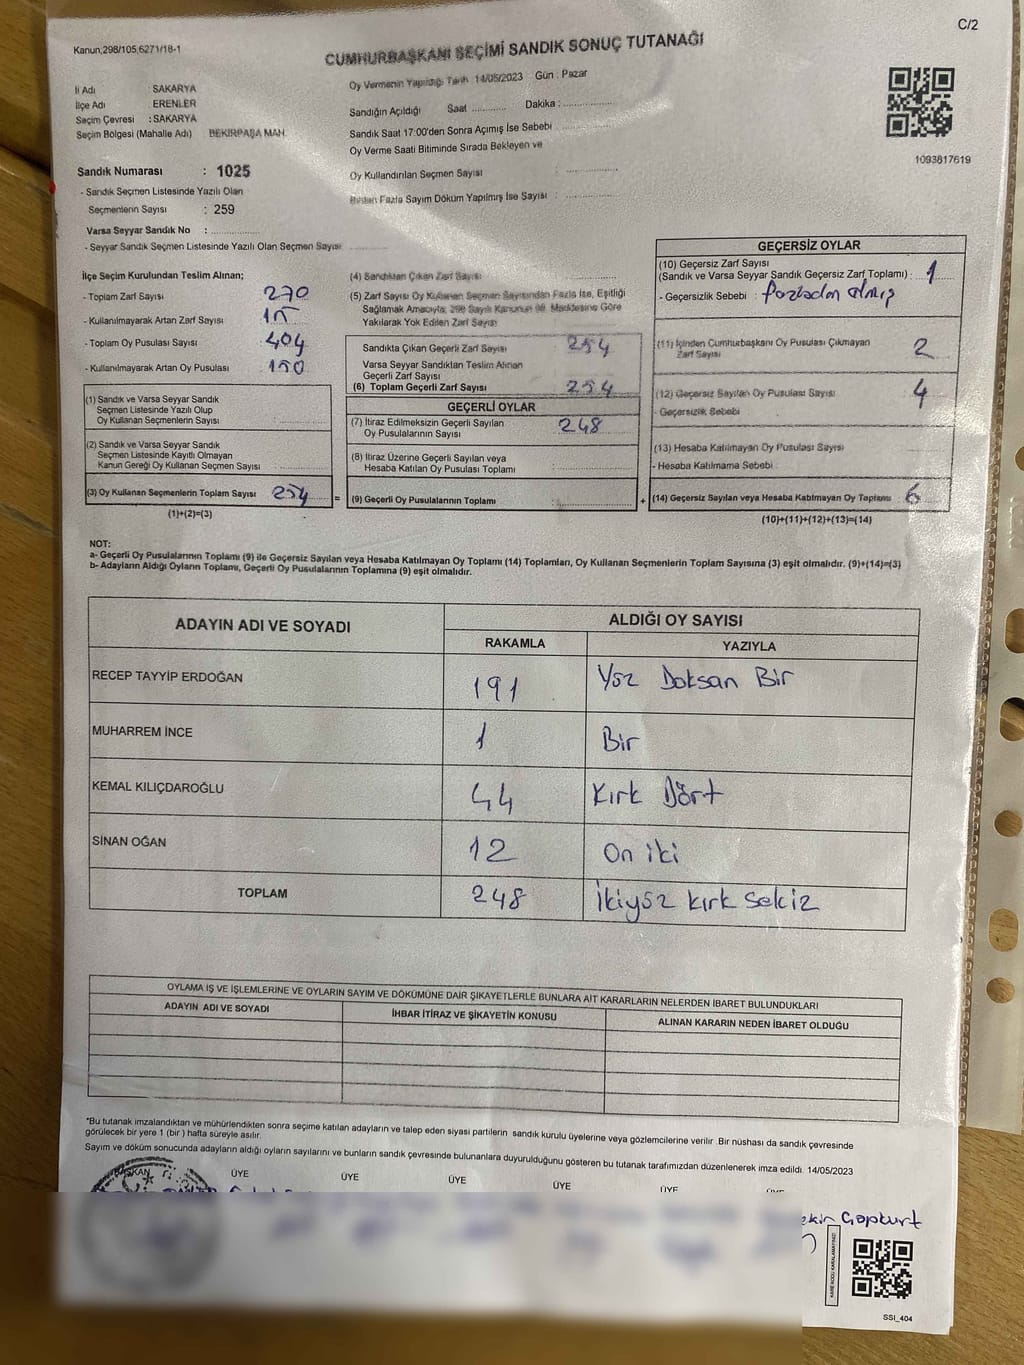 C/2
Kanun,298/105,6271/18-1
CUMHURBAŞKANI SEÇİMİ SANDIK SONUÇ TUTANAĞI
İl Adı SAKARYA
İlçe Adı : ERENLER
Seçim Çevresi : SAKARYA
Seçim Bölgesi (Mahalle Adı) BEKİRPAŞA MAH.
Oy Vermenin Yapıldığı Tarih 14/05/2023 Gün : Pazar
Sandığın Açıldığı Saat ............ Dakika : ............
Sandık Saat 17:00'den Sonra Açımış İse Sebebi
Oy Verme Saati Bitiminde Sırada Bekleyen ve
Oy Kullandırılan Seçmen Sayısı :
Birden Fazla Sayım Döküm Yapılmış İse Sayısı :
1093817619
Sandık Numarası : 1025
- Sandık Seçmen Listesinde Yazılı Olan
Seçmenlerin Sayısı : 259
Varsa Seyyar Sandık No :
- Seyyar Sandık Seçmen Listesinde Yazılı Olan Seçmen Sayısı
İlçe Seçim Kurulundan Teslim Alınan;
- Toplam Zarf Sayısı 270
- Kullanılmayarak Artan Zarf Sayısı
- Toplam Oy Pusulası Sayısı 404
- Kullanılmayarak Artan Oy Pusulası 150
(1) Sandık ve Varsa Seyyar Sandık
Seçmen Listesinde Yazılı Olup
Oy Kullanan Seçmenlerin Sayısı
(2) Sandık ve Varsa Seyyar Sandık
Seçmen Listesinde Kayıtlı Olmayan
Kanun Gereği Oy Kullanan Seçmen Sayısı
(3) Oy Kullanan Seçmenlerin Toplam Sayısı 254
(1)+(2)=(3)
=
(4) Sandıktan Çıkan Zarf Sayısı
(5) Zarf Sayısı Oy Kullanan Seçmen Sayısından Fazla İse, Eşitliği
Sağlamak Amacıyla, 298 Sayılı Kanunun 98. Maddesine Göre
Yakılarak Yok Edilen Zarf Sayısı
Sandıkta Çıkan Geçerli Zarf Sayısı 254
Varsa Seyyar Sandıktan Teslim Alınan
Geçerli Zarf Sayısı
(6) Toplam Geçerli Zarf Sayısı 254
GEÇERLİ OYLAR
(7) İtiraz Edilmeksizin Geçerli Sayılan
Oy Pusulalarının Sayısı 248
(8) İtiraz Üzerine Geçerli Sayılan veya
Hesaba Katılan Oy Pusulası Toplamı
(9) Geçerli Oy Pusulalarının Toplamı
+
GEÇERSİZ OYLAR
(10) Geçersiz Zarf Sayısı
(Sandık ve Varsa Seyyar Sandık Geçersiz Zarf Toplamı) : 1
- Geçersizlik Sebebi : fazladan atmış
(11) İçinden Cumhurbaşkanı Oy Pusulası Çıkmayan
Zarf Sayısı 2
(12) Geçersiz Sayılan Oy Pusulası Sayısı 4
- Geçersizlik Sebebi
(13) Hesaba Katılmayan Oy Pusulası Sayısı
- Hesaba Katılmama Sebebi
(14) Geçersiz Sayılan veya Hesaba Katılmayan Oy Toplamı 6
(10)+(11)+(12)+(13)=(14)
NOT:
a- Geçerli Oy Pusulalarının Toplamı (9) ile Geçersiz Sayılan veya Hesaba Katılmayan Oy Toplamı (14) Toplamları, Oy Kullanan Seçmenlerin Toplam Sayısına (3) eşit olmalıdır. (9)+(14)=(3)
b- Adayların Aldığı Oyların Toplamı, Geçerli Oy Pusulalarının Toplamına (9) eşit olmalıdır.
ADAYIN ADI VE SOYADI ALDIĞI OY SAYISI
RAKAMLA YAZIYLA
RECEP TAYYİP ERDOĞAN 191 Yüz Doksan Bir
MUHARREM İNCE 1 Bir
KEMAL KILIÇDAROĞLU 44 Kırk Dört
SİNAN OĞAN 12 On iki
TOPLAM 248 İkiyüz kırk sekiz
OYLAMA İŞ VE İŞLEMLERİNE VE OYLARIN SAYIM VE DÖKÜMÜNE DAİR ŞİKAYETLERLE BUNLARA AİT KARARLARIN NELERDEN İBARET BULUNDUKLARI
ADAYIN ADI VE SOYADI İHBAR İTİRAZ VE ŞİKAYETİN KONUSU ALINAN KARARIN NEDEN İBARET OLDUĞU
*Bu tutanak imzalandıktan ve mühürlendikten sonra seçime katılan adayların ve talep eden siyasi partilerin sandık kurulu üyelerine veya gözlemcilerine verilir .Bir nüshası da sandık çevresinde
görülecek bir yere 1 (bir ) hafta süreyle asılır.
Sayım ve döküm sonucunda adayların aldığı oyların sayılarını ve bunların sandık çevresinde bulunanlara duyurulduğunu gösteren bu tutanak tarafımızdan düzenlenerek imza edildi. 14/05/2023
BAŞKAN ÜYE ÜYE ÜYE ÜYE ÜYE ÜYE
SSI_404